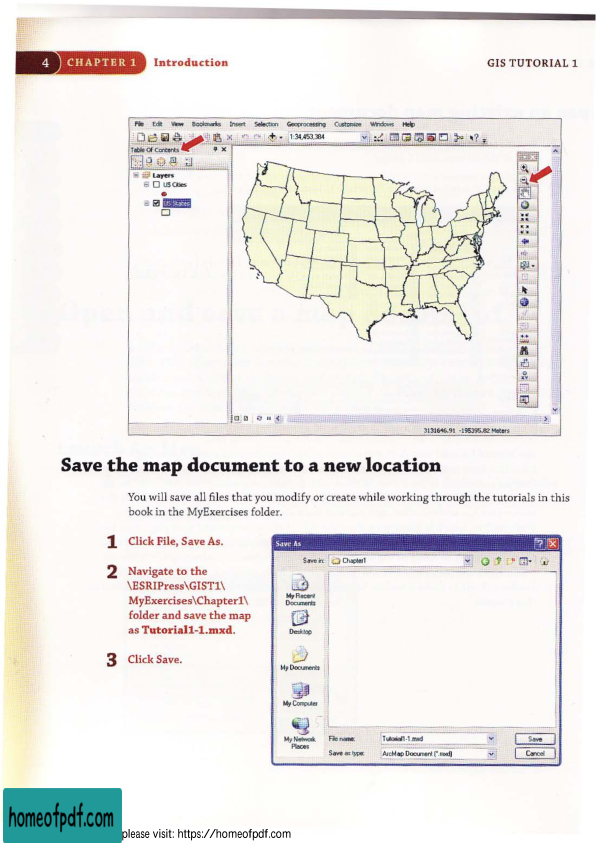 4 CHAPTER 1 Introduction GIS TUTORIAL 1
File Edit View Bookmarks Insert Selection Geoprocessing Customize Windows Help
1:34,453,384
Table Of Contents
Layers
US Cities
US States
3131646.91 -195395.82 Meters
Save the map document to a new location
You will save all files that you modify or create while working through the tutorials in this
book in the MyExercises folder.
1 Click File, Save As.
2 Navigate to the
\ESRIPress\GIST1\
MyExercises\Chapter1\
folder and save the map
as Tutorial1-1.mxd.
3 Click Save.
Save As
Save in: Chapter1
My Recent
Documents
Desktop
My Documents
My Computer
My Network
Places
File name: Tutorial1-1.mxd Save
Save as type: ArcMap Document (*.mxd) Cancel
homeofpdf.com
please visit: https://homeofpdf.com